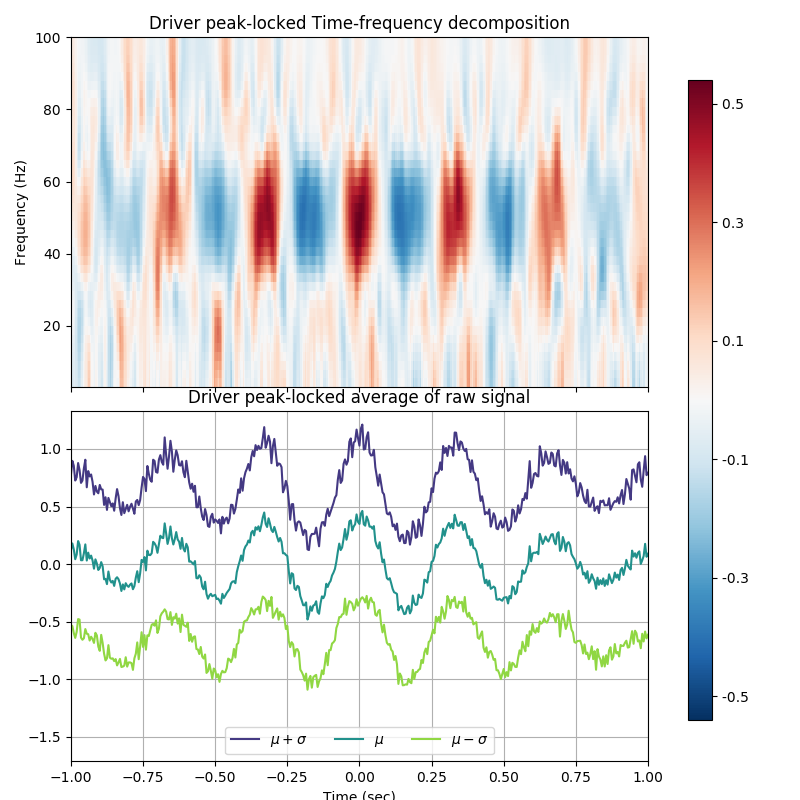 Driver peak-locked Time-frequency decomposition
100
80
60
40
20
Frequency (Hz)
0.5
0.3
0.1
-0.1
-0.3
-0.5
Driver peak-locked average of raw signal
1.0
0.5
0.0
−0.5
−1.0
−1.5
μ + σ μ μ − σ
−1.00 −0.75 −0.50 −0.25 0.00 0.25 0.50 0.75 1.00
Time (sec)